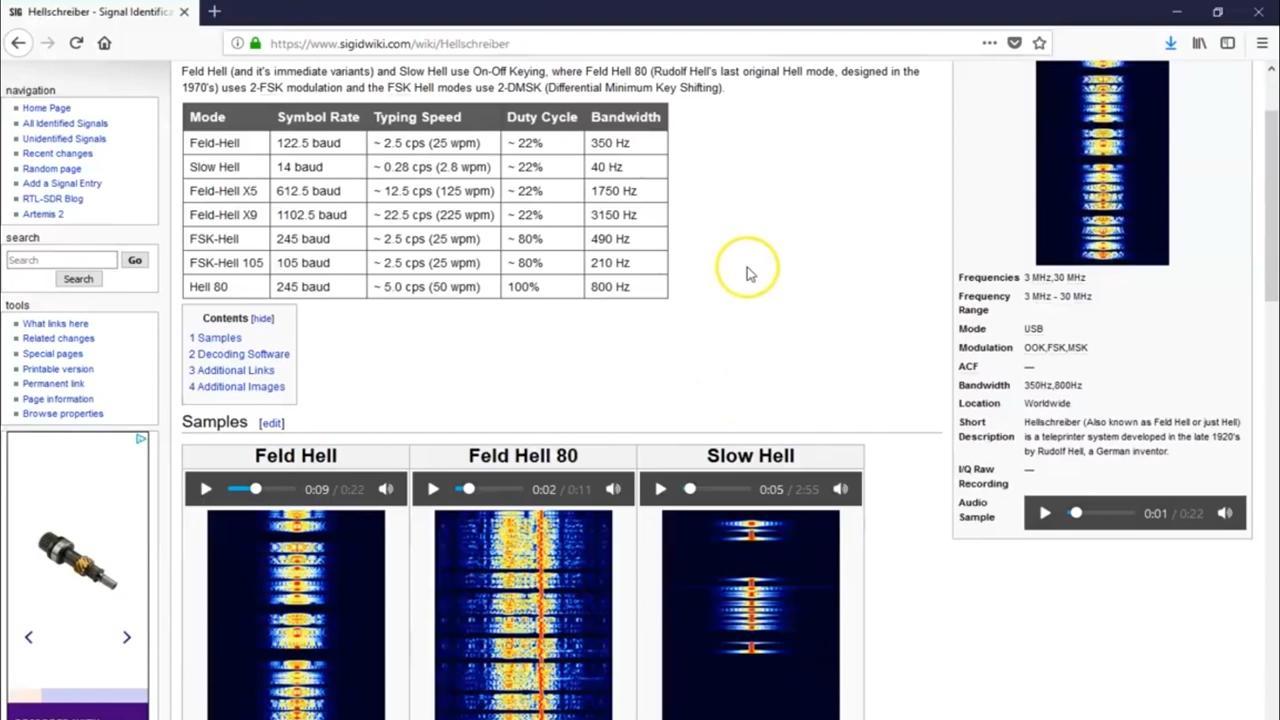 SIG Hellschreiber - Signal Identific
https://www.sigidwiki.com/wiki/Hellschreiber
navigation
Home Page
All Identified Signals
Unidentified Signals
Recent changes
Random page
Add a Signal Entry
RTL-SDR Blog
Artemis 2
search
Search Go
Search
tools
What links here
Related changes
Special pages
Printable version
Permanent link
Page information
Browse properties
Feld Hell (and it's immediate variants) and Slow Hell use On-Off Keying, where Feld Hell 80 (Rudolf Hell's last original Hell mode, designed in the
1970's) uses 2-FSK modulation and the FSK Hell modes use 2-DMSK (Differential Minimum Key Shifting).
Mode Symbol Rate Typing Speed Duty Cycle Bandwidth
Feld-Hell 122.5 baud ~ 2.5 cps (25 wpm) ~ 22% 350 Hz
Slow Hell 14 baud ~ 0.28 cps (2.8 wpm) ~ 22% 40 Hz
Feld-Hell X5 612.5 baud ~ 12.5 cps (125 wpm) ~ 22% 1750 Hz
Feld-Hell X9 1102.5 baud ~ 22.5 cps (225 wpm) ~ 22% 3150 Hz
FSK-Hell 245 baud ~ 2.5 cps (25 wpm) ~ 80% 490 Hz
FSK-Hell 105 105 baud ~ 2.5 cps (25 wpm) ~ 80% 210 Hz
Hell 80 245 baud ~ 5.0 cps (50 wpm) 100% 800 Hz
Contents [hide]
1 Samples
2 Decoding Software
3 Additional Links
4 Additional Images
Samples [edit]
Feld Hell Feld Hell 80 Slow Hell
0:09 / 0:22 0:02 / 0:11 0:05 / 2:55
Frequencies 3 MHz,30 MHz
Frequency 3 MHz - 30 MHz
Range
Mode USB
Modulation OOK,FSK,MSK
ACF —
Bandwidth 350Hz,800Hz
Location Worldwide
Short Hellschreiber (Also known as Feld Hell or just Hell)
Description is a teleprinter system developed in the late 1920's
by Rudolf Hell, a German inventor.
I/Q Raw —
Recording
Audio
Sample 0:01 / 0:22